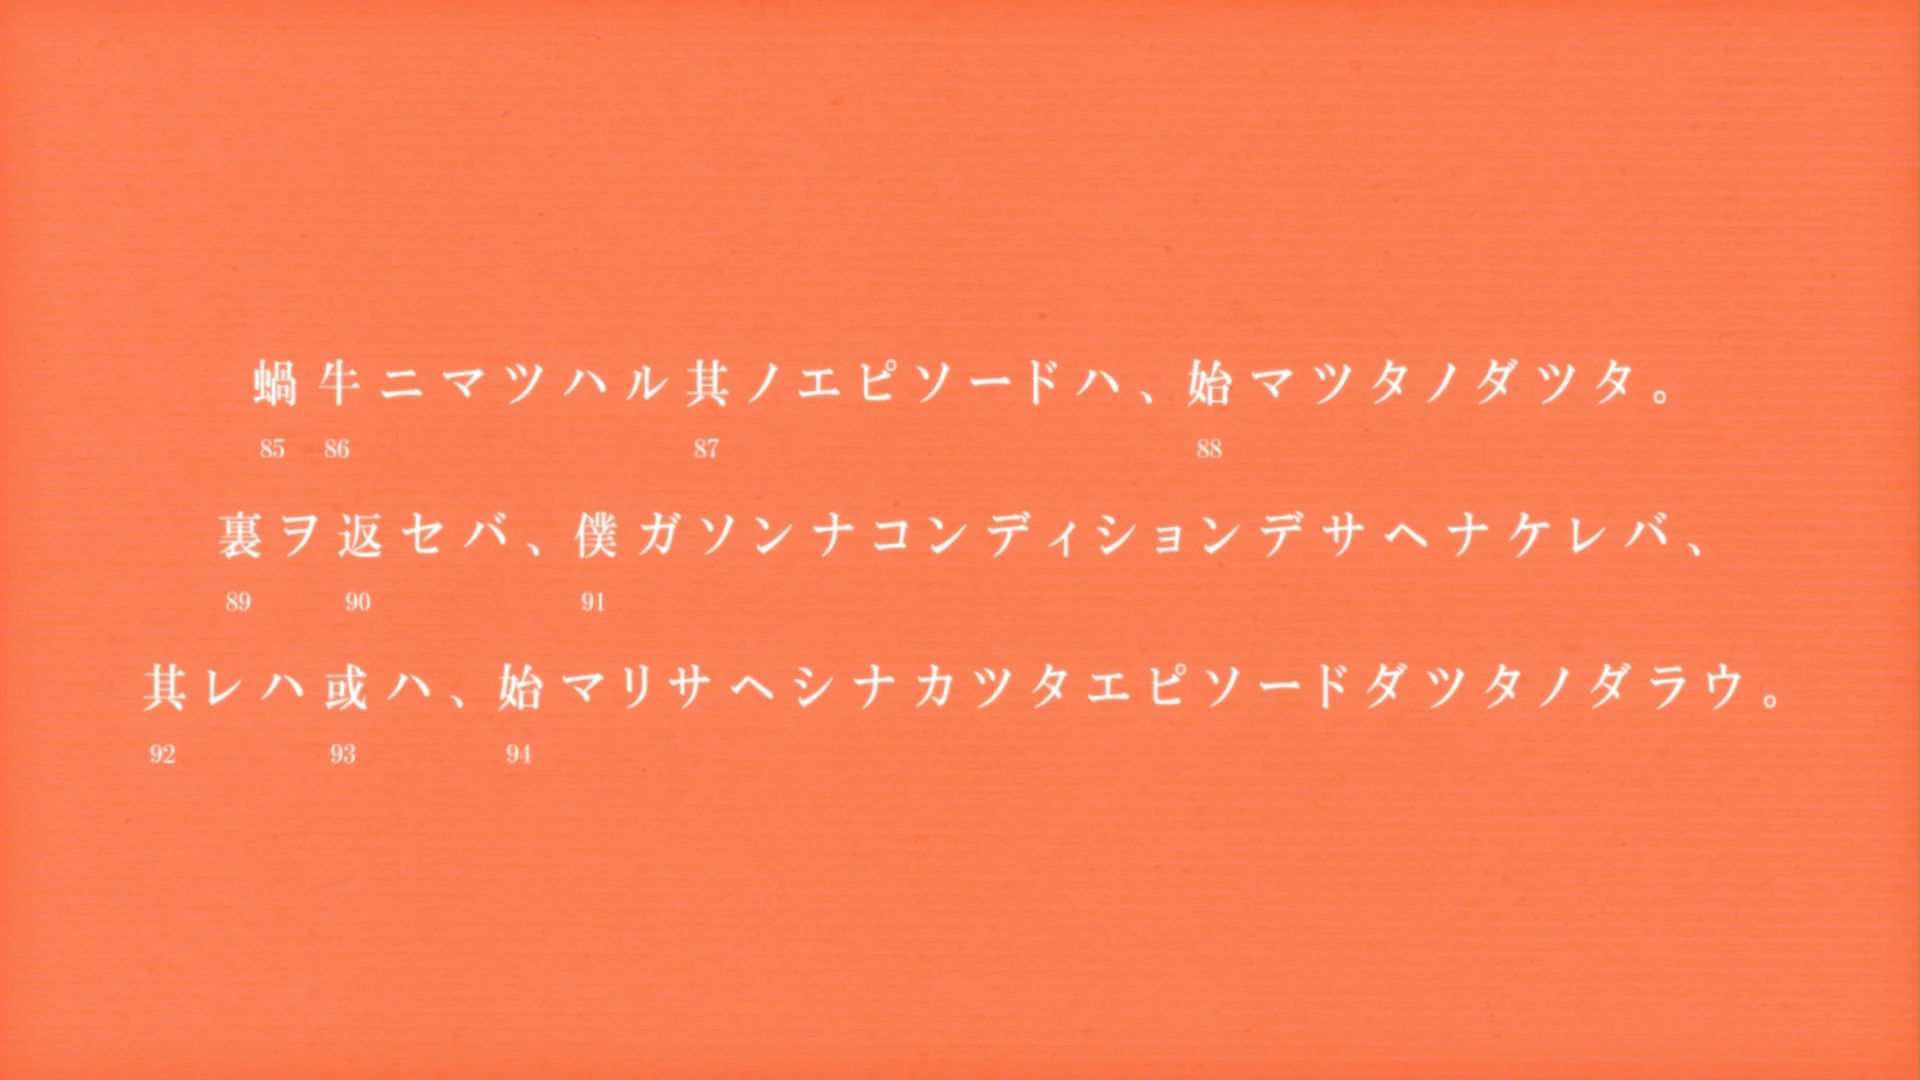 蝸牛ニマツハル其ノエピソードハ、始マツタノダツタ。
85 86 87 88
裏ヲ返セバ、僕ガソンナコンディションデサヘナケレバ、
89 90 91
其レハ或ハ、始マリサヘシナカツタエピソードダツタノダラウ。
92 93 94